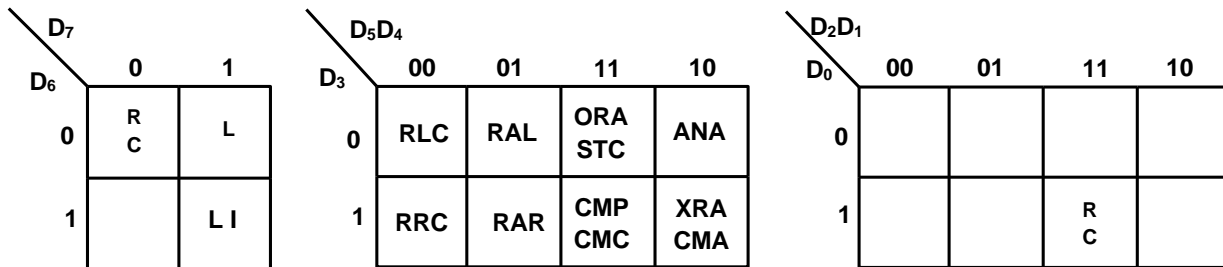 D7
D6
0 1
0
R
C
L
1
L I
D5D4
D3
00 01 11 10
0
RLC
RAL
ORA
STC
ANA
1
RRC
RAR
CMP
CMC
XRA
CMA
D2D1
D0
00 01 11 10
0
1
R
C